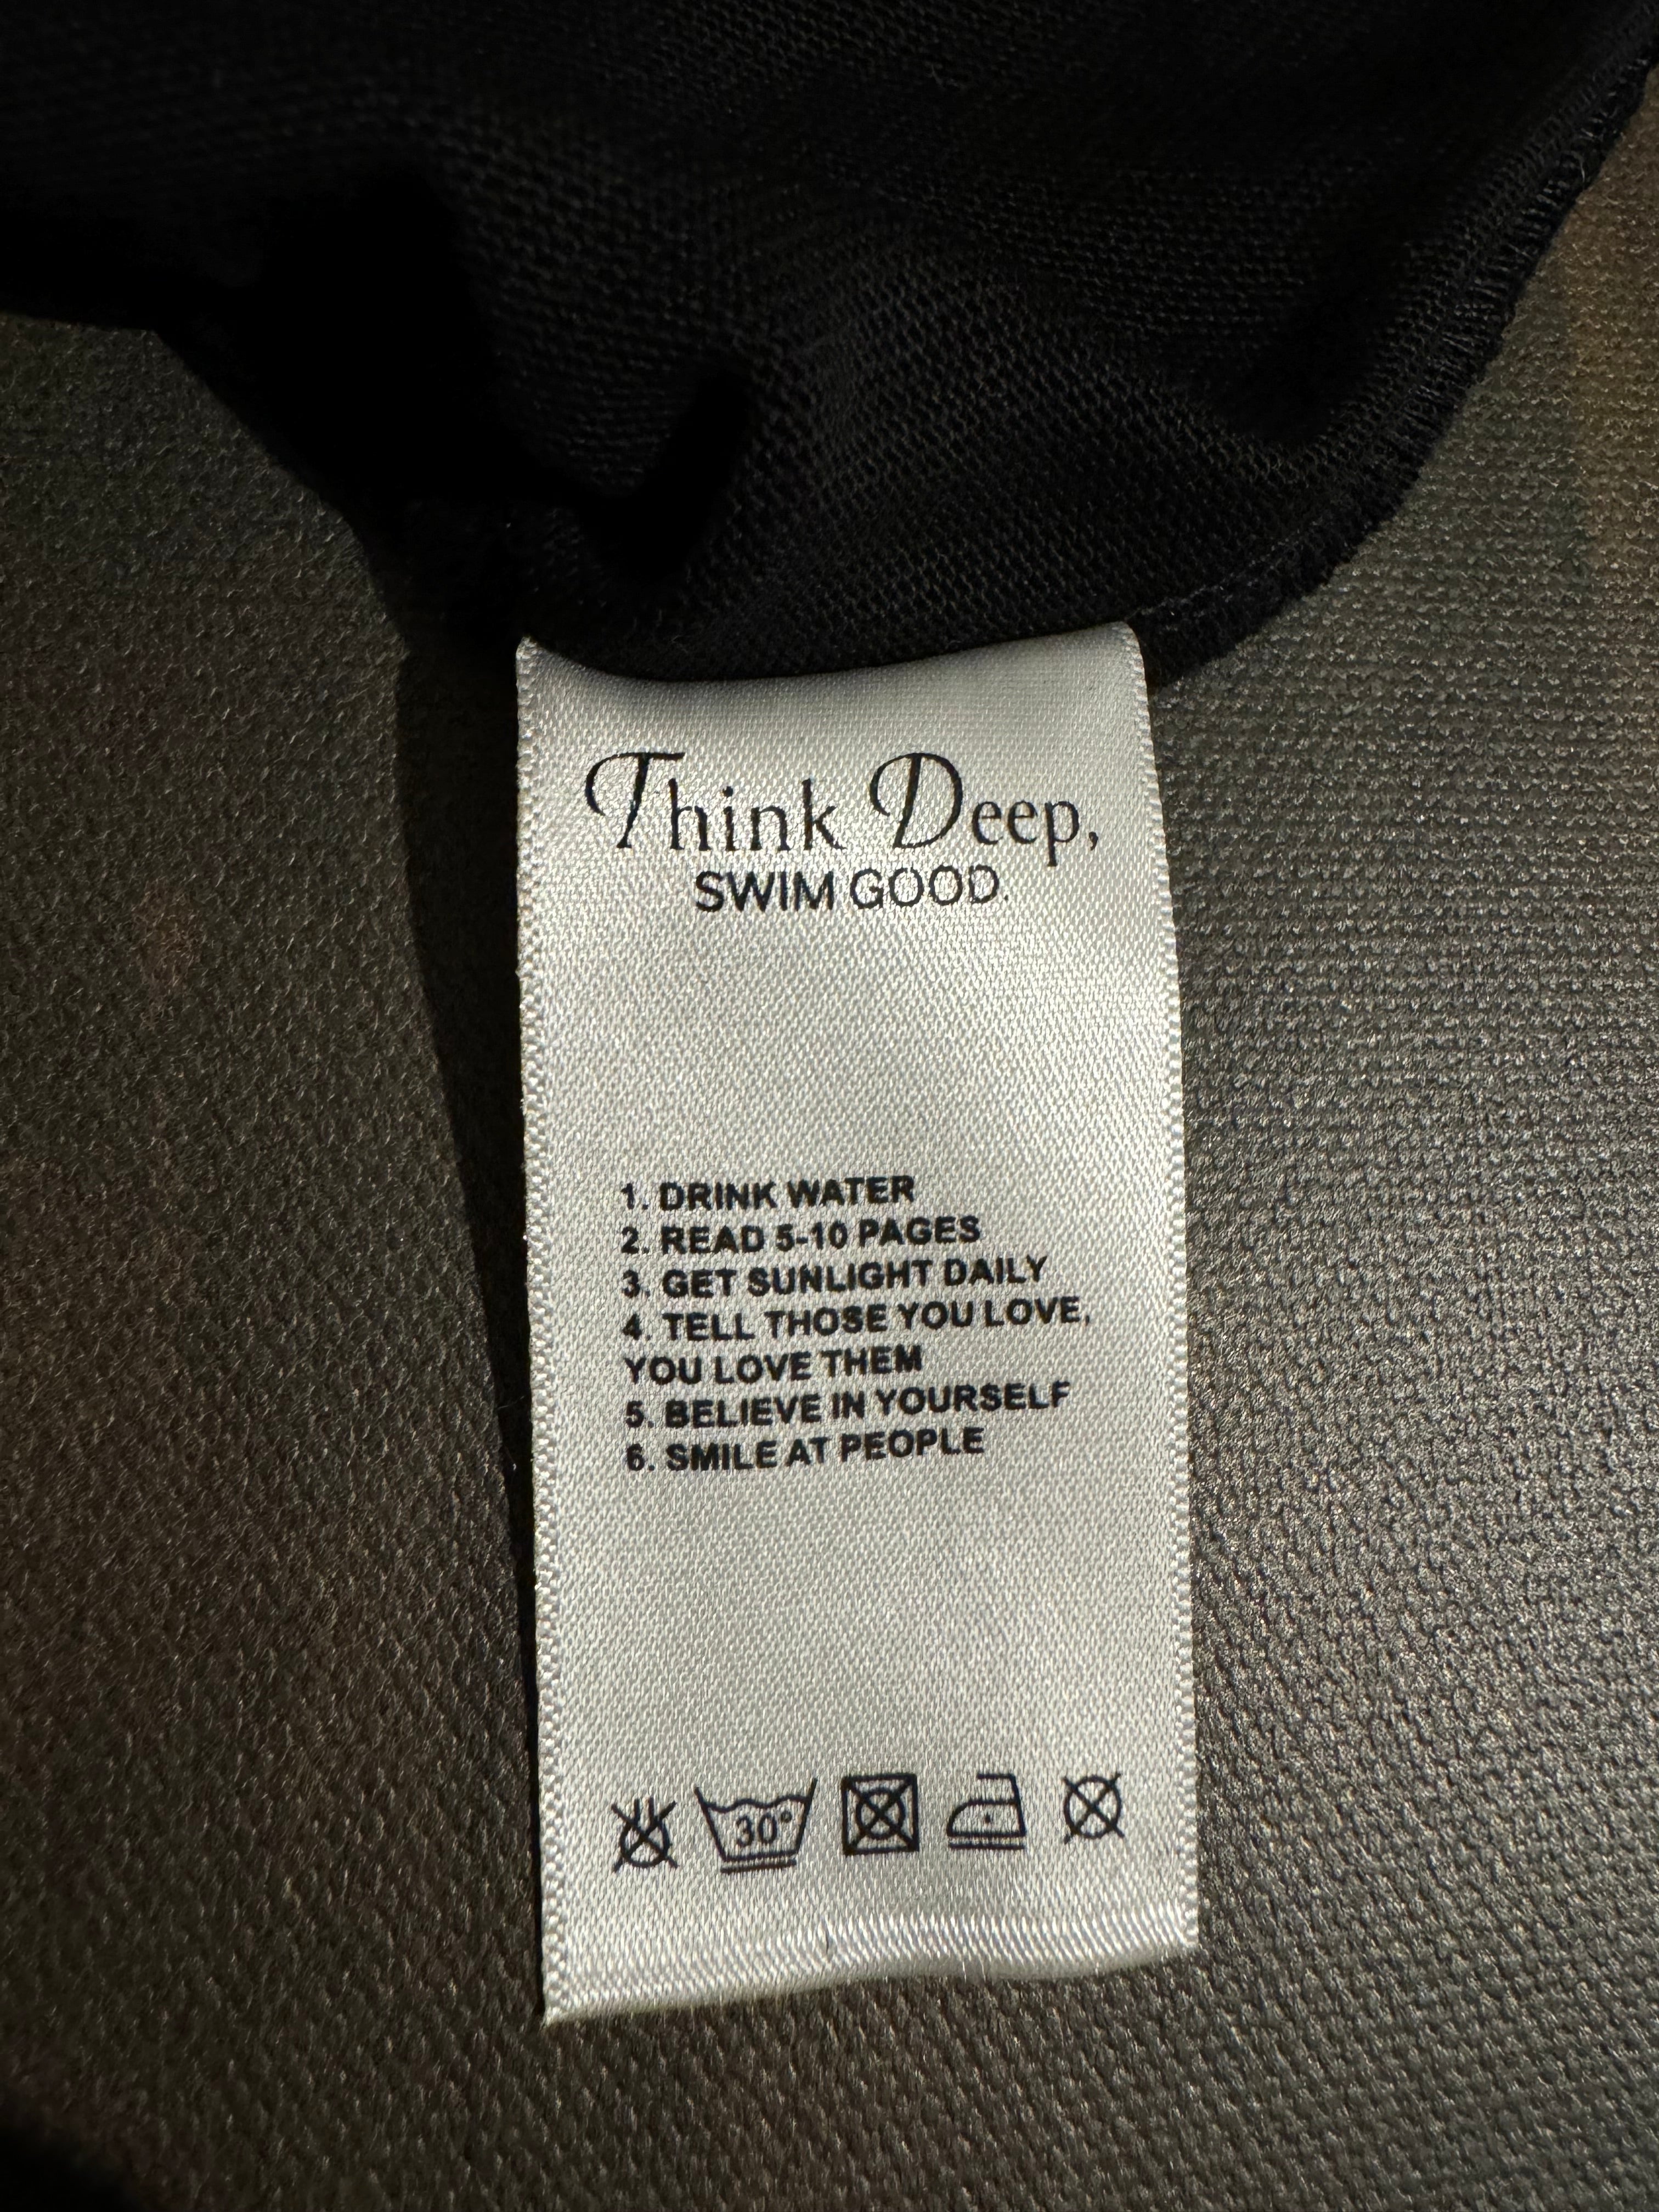 Think Deep,
SWIM GOOD.
1. DRINK WATER
2. READ 5-10 PAGES
3. GET SUNLIGHT DAILY
4. TELL THOSE YOU LOVE,
YOU LOVE THEM
5. BELIEVE IN YOURSELF
6. SMILE AT PEOPLE
30°